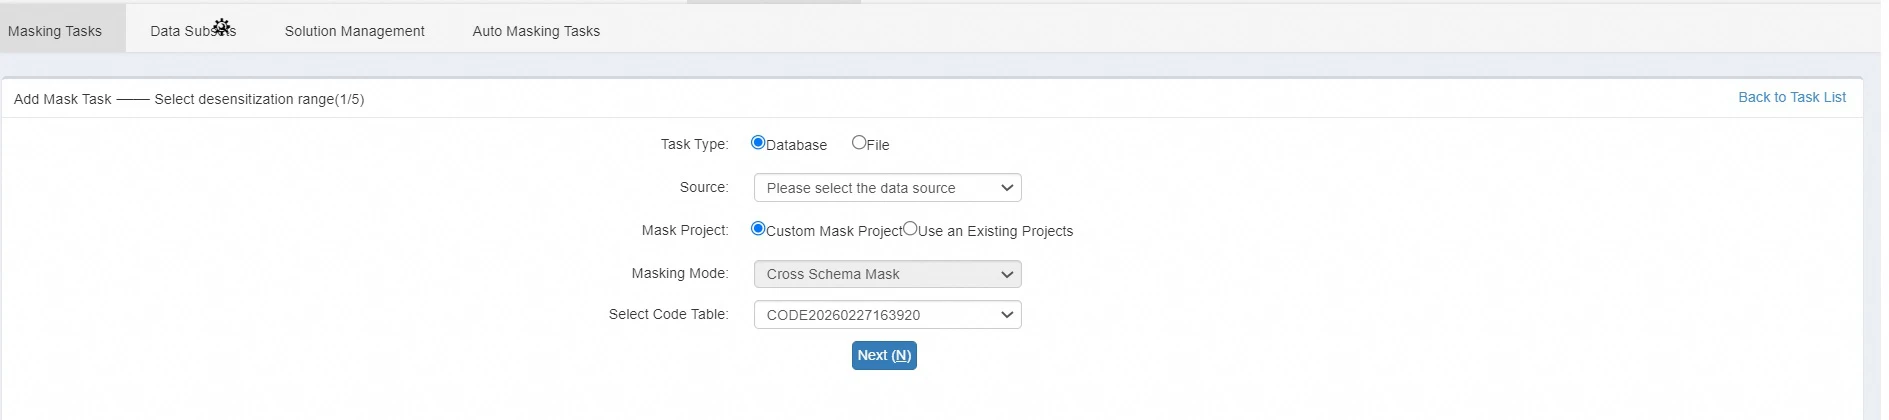 Masking Tasks Data Subsets Solution Management Auto Masking Tasks
Add Mask Task —— Select desensitization range(1/5) Back to Task List
Task Type: Database File
Source: Please select the data source
Mask Project: Custom Mask Project Use an Existing Projects
Masking Mode: Cross Schema Mask
Select Code Table: CODE20260227163920
Next (N)